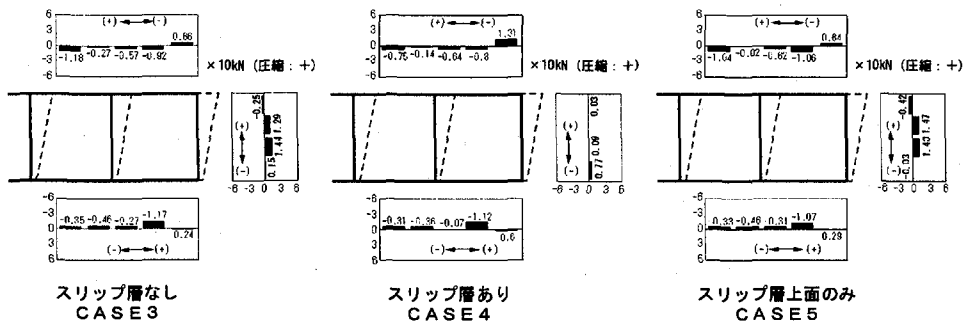 6
3
0
-3
-6
(+) (-)
-1.18 -0.27 -0.57 -0.92 0.66
×10kN (圧縮：+)
-0.25
1.29
1.44
0.15
(+)
(-)
-6 -3 0 3 6
-6
-3
0
3
6
-0.35 -0.46 -0.27 -1.17 0.24
(-) (+)
スリップ層なし
CASE3
6
3
0
-3
-6
(+) (-)
-0.75 -0.14 -0.64 -0.8 1.31
×10kN (圧縮：+)
0.03
0.09
0.77
(+)
(-)
-6 -3 0 3 6
-6
-3
0
3
6
-0.31 -0.36 -0.07 -1.12 0.6
(-) (+)
スリップ層あり
CASE4
6
3
0
-3
-6
(+) (-)
-1.04 -0.02 -0.62 -1.06 0.64
×10kN (圧縮：+)
-0.42
1.47
1.40
-0.03
(+)
(-)
-6 -3 0 3 6
-6
-3
0
3
6
-0.33 -0.46 -0.31 -1.07 0.29
(-) (+)
スリップ層上面のみ
CASE5